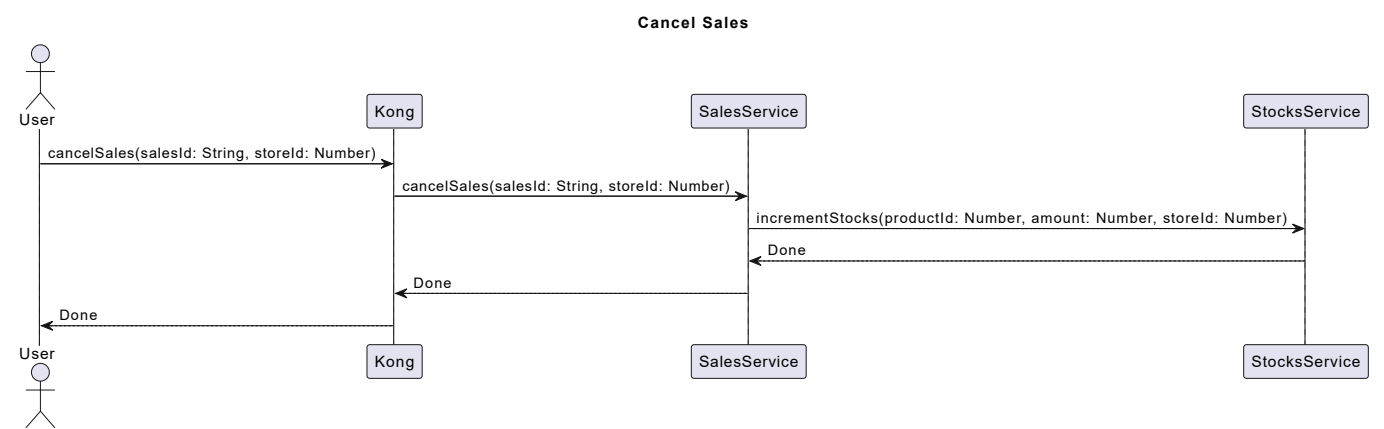 Cancel Sales
User
Kong
SalesService
StocksService
cancelSales(salesId: String, storeId: Number)
cancelSales(salesId: String, storeId: Number)
incrementStocks(productId: Number, amount: Number, storeId: Number)
Done
Done
Done
User
Kong
SalesService
StocksService